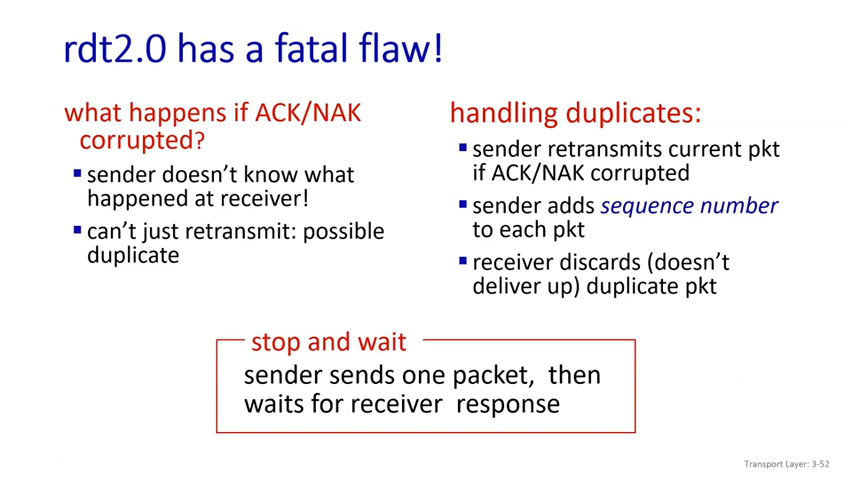 rdt2.0 has a fatal flaw!
what happens if ACK/NAK
corrupted?
▪ sender doesn’t know what
happened at receiver!
▪ can’t just retransmit: possible
duplicate
handling duplicates:
▪ sender retransmits current pkt
if ACK/NAK corrupted
▪ sender adds sequence number
to each pkt
▪ receiver discards (doesn’t
deliver up) duplicate pkt
stop and wait
sender sends one packet, then
waits for receiver response
Transport Layer: 3-52